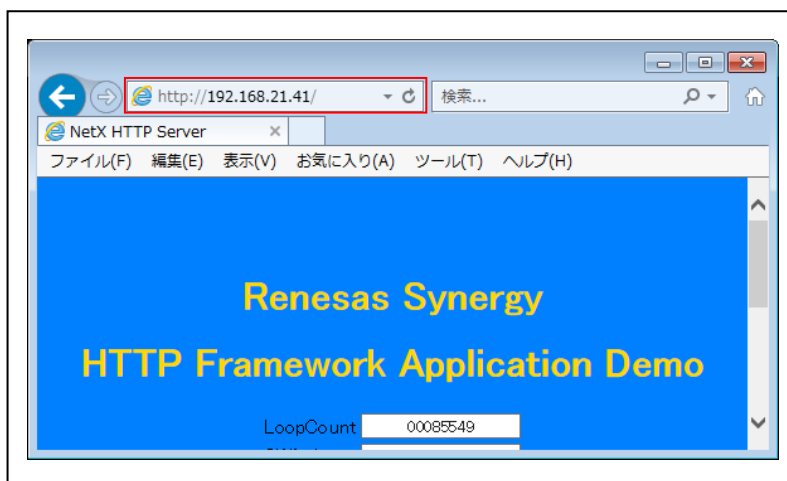 http://192.168.21.41/
検索...
NetX HTTP Server
ファイル(F) 編集(E) 表示(V) お気に入り(A) ツール(T) ヘルプ(H)
Renesas Synergy
HTTP Framework Application Demo
LoopCount 00085549